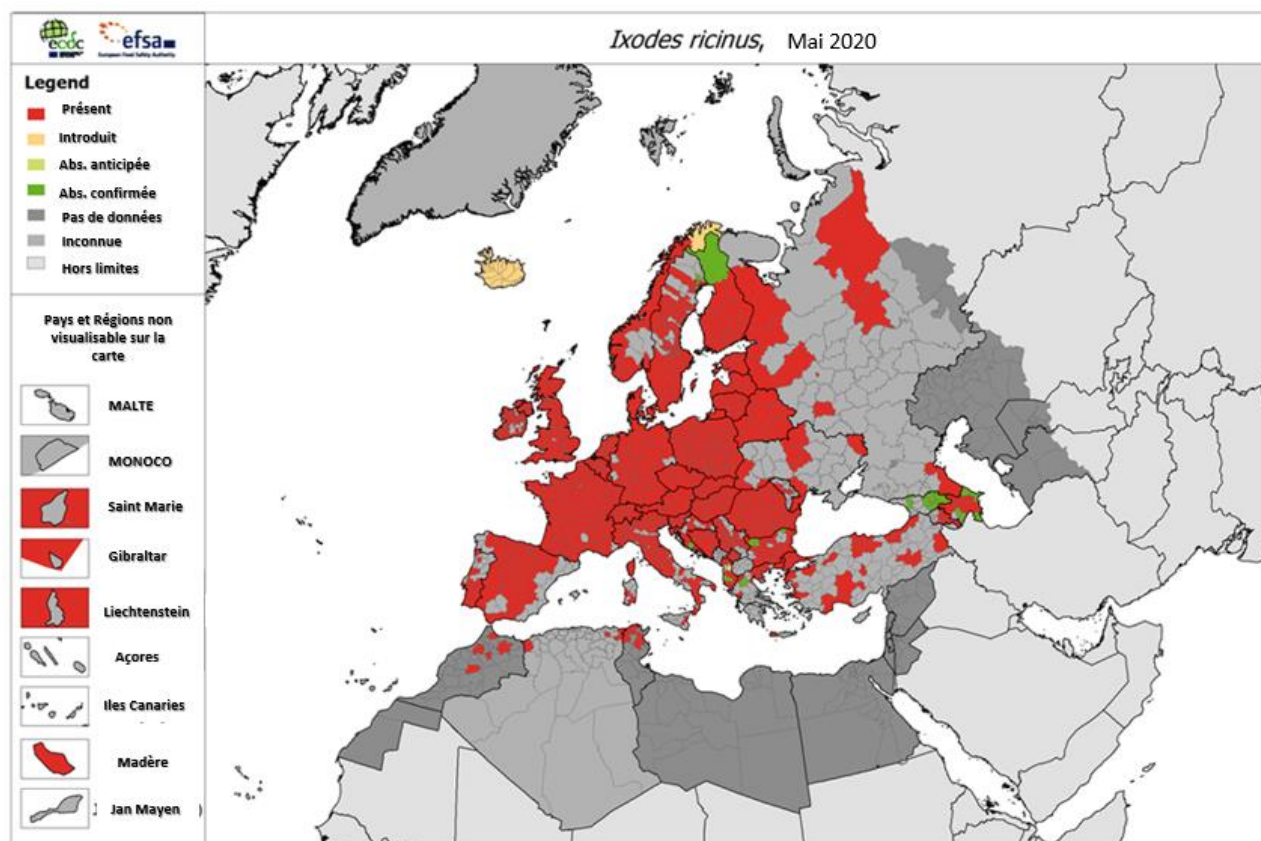 ecdc
efsa
European Food Safety Authority
Ixodes ricinus, Mai 2020
Legend
Présent
Introduit
Abs. anticipée
Abs. confirmée
Pas de données
Inconnue
Hors limites
Pays et Régions non
visualisable sur la
carte
MALTE
MONOCO
Saint Marie
Gibraltar
Liechtenstein
Açores
Iles Canaries
Madère
Jan Mayen )